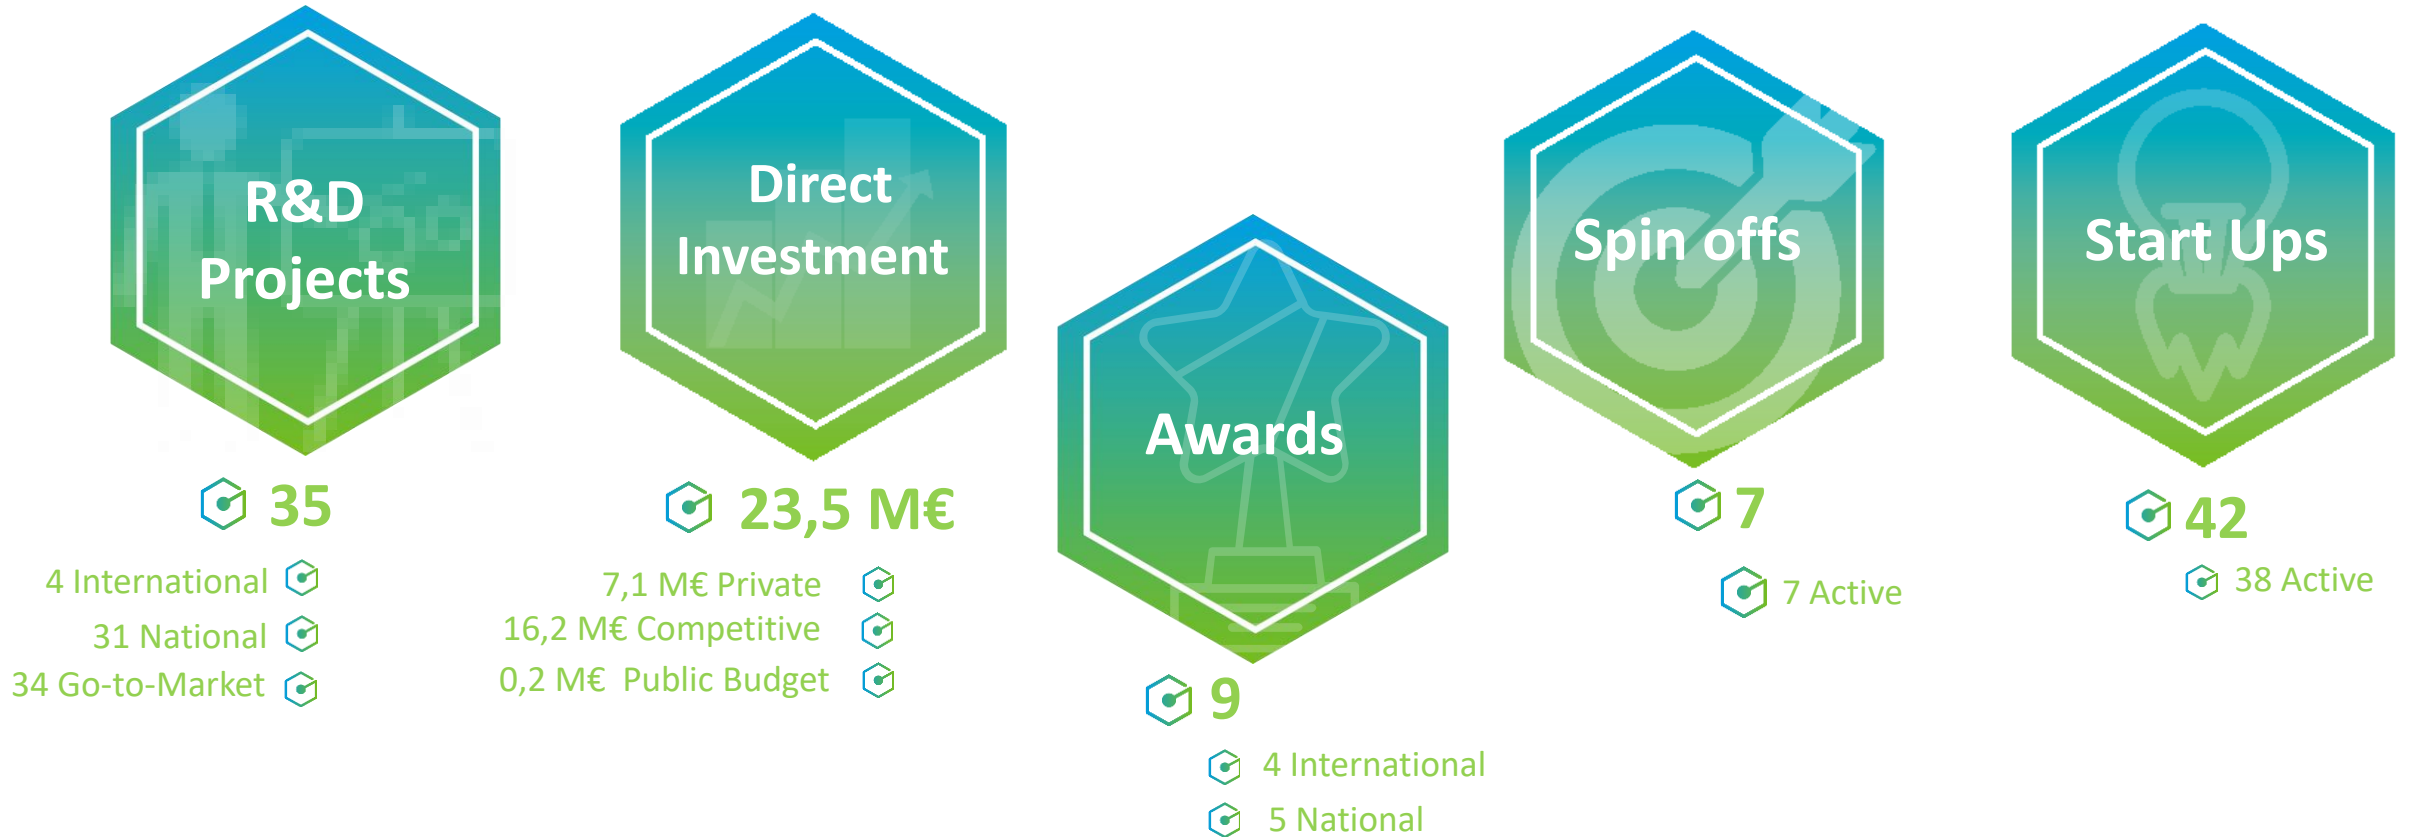 R&D
Projects
35
4 International
31 National
34 Go-to-Market
Direct
Investment
23,5 M€
7,1 M€ Private
16,2 M€ Competitive
0,2 M€ Public Budget
Awards
9
4 International
5 National
Spin offs
7
7 Active
Start Ups
42
38 Active